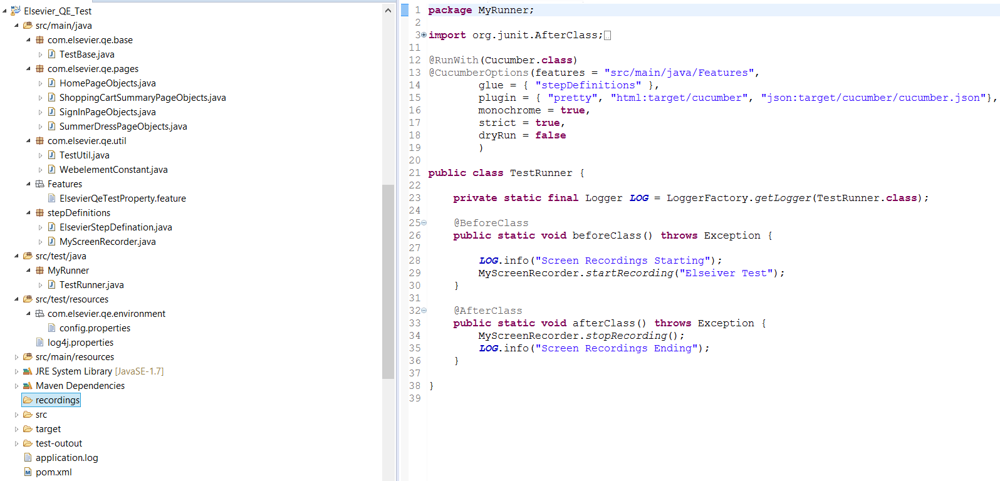 Elsevier_QE_Test
src/main/java
com.elsevier.qe.base
TestBase.java
com.elsevier.qe.pages
HomePageObjects.java
ShoppingCartSummaryPageObjects.java
SignInPageObjects.java
SummerDressPageObjects.java
com.elsevier.qe.util
TestUtil.java
WebelementConstant.java
Features
ElsevierQeTestProperty.feature
stepDefinitions
ElsevierStepDefination.java
MyScreenRecorder.java
src/test/java
MyRunner
TestRunner.java
src/test/resources
com.elsevier.qe.environment
config.properties
log4j.properties
src/main/resources
JRE System Library [JavaSE-1.7]
Maven Dependencies
recordings
src
target
test-outout
application.log
pom.xml
1 package MyRunner;
2
3 import org.junit.AfterClass;
11
12 @RunWith(Cucumber.class)
13 @CucumberOptions(features = "src/main/java/Features",
14 glue = { "stepDefinitions" },
15 plugin = { "pretty", "html:target/cucumber", "json:target/cucumber/cucumber.json"},
16 monochrome = true,
17 strict = true,
18 dryRun = false
19 )
20
21 public class TestRunner {
22
23 private static final Logger LOG = LoggerFactory.getLogger(TestRunner.class);
24
25 @BeforeClass
26 public static void beforeClass() throws Exception {
27
28 LOG.info("Screen Recordings Starting");
29 MyScreenRecorder.startRecording("Elseiver Test");
30 }
31
32 @AfterClass
33 public static void afterClass() throws Exception {
34 MyScreenRecorder.stopRecording();
35 LOG.info("Screen Recordings Ending");
36 }
37
38 }
39